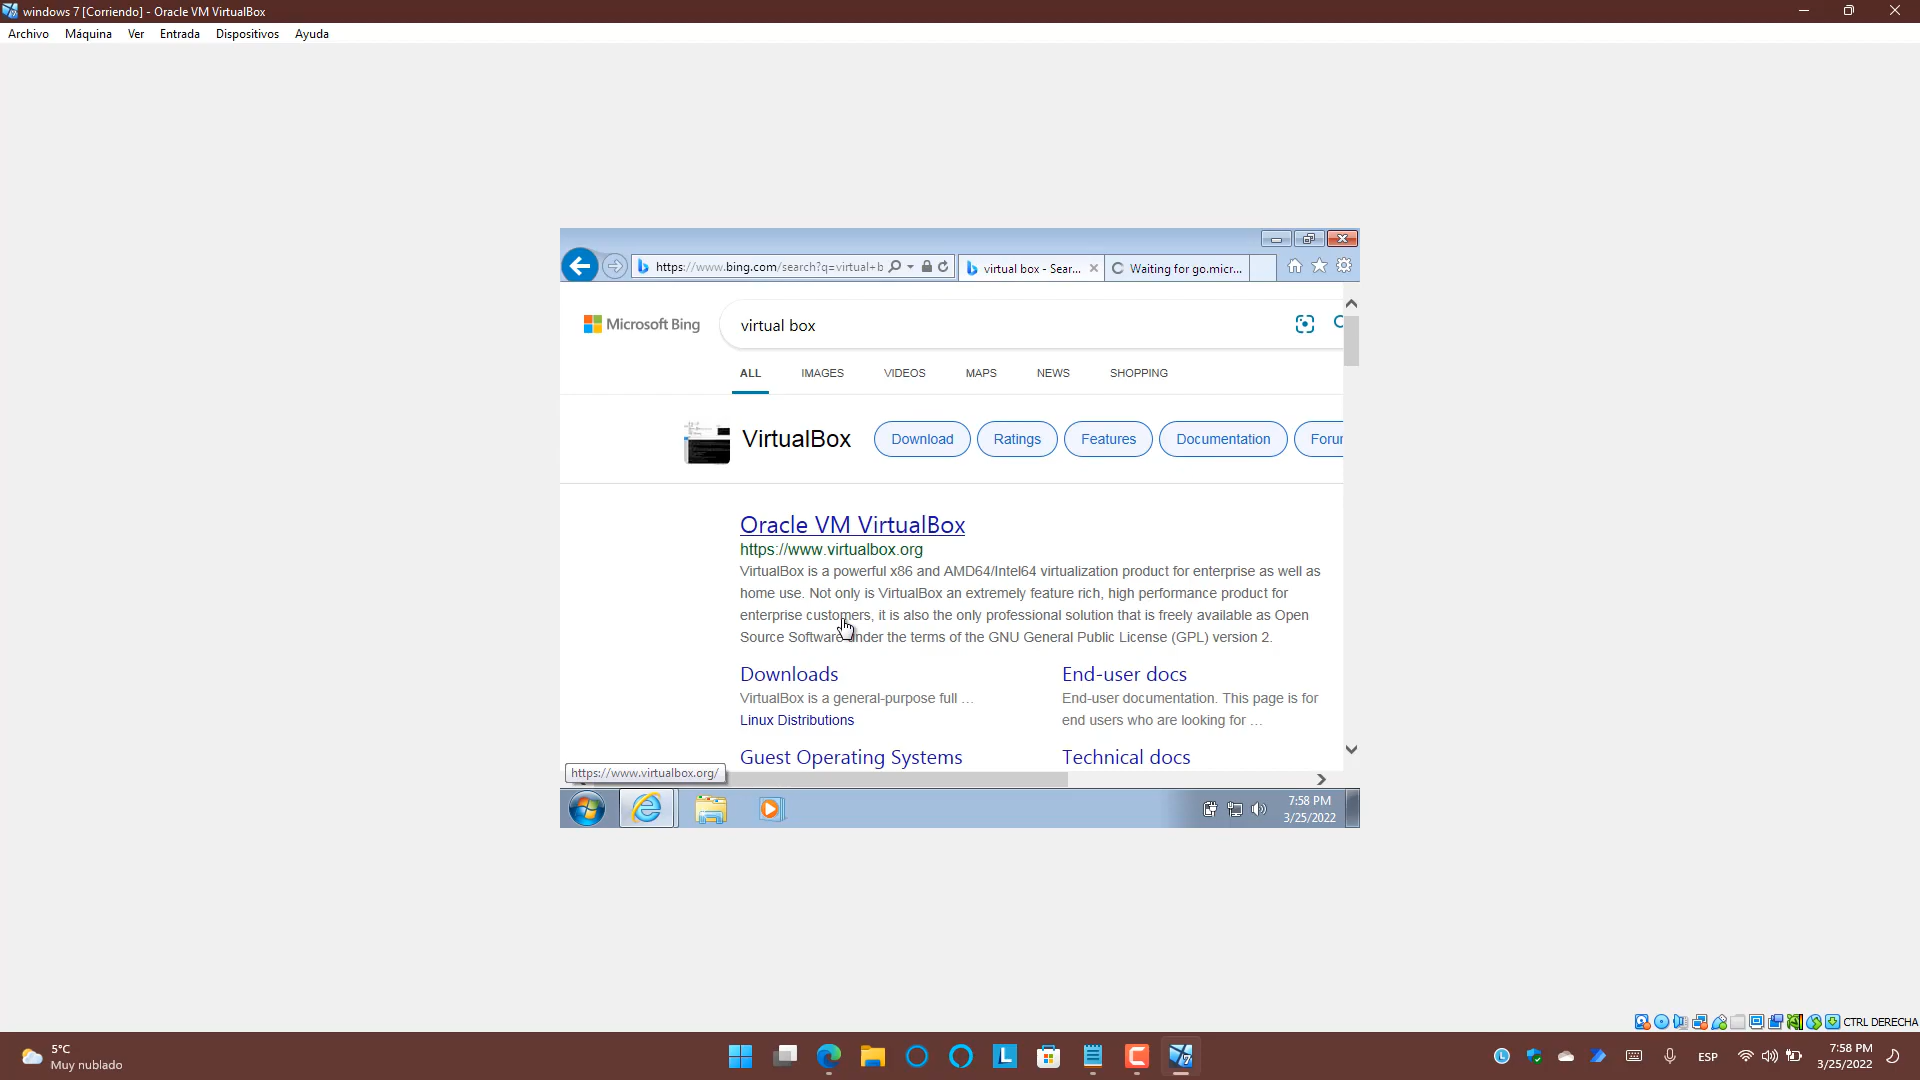 windows 7 [Corriendo] - Oracle VM VirtualBox
Archivo Máquina Ver Entrada Dispositivos Ayuda
https://www.bing.com/search?q=virtual+b
virtual box - Sear...
Waiting for go.micr...
Microsoft Bing
virtual box
ALL IMAGES VIDEOS MAPS NEWS SHOPPING
VirtualBox
Download Ratings Features Documentation Forur
Oracle VM VirtualBox
https://www.virtualbox.org
VirtualBox is a powerful x86 and AMD64/Intel64 virtualization product for enterprise as well as
home use. Not only is VirtualBox an extremely feature rich, high performance product for
enterprise customers, it is also the only professional solution that is freely available as Open
Source Software under the terms of the GNU General Public License (GPL) version 2.
Downloads
VirtualBox is a general-purpose full ...
Linux Distributions
End-user docs
End-user documentation. This page is for
end users who are looking for ...
Guest Operating Systems
Technical docs
https://www.virtualbox.org/
7:58 PM
3/25/2022
CTRL DERECHA
5°C
Muy nublado
L
ESP
7:58 PM
3/25/2022